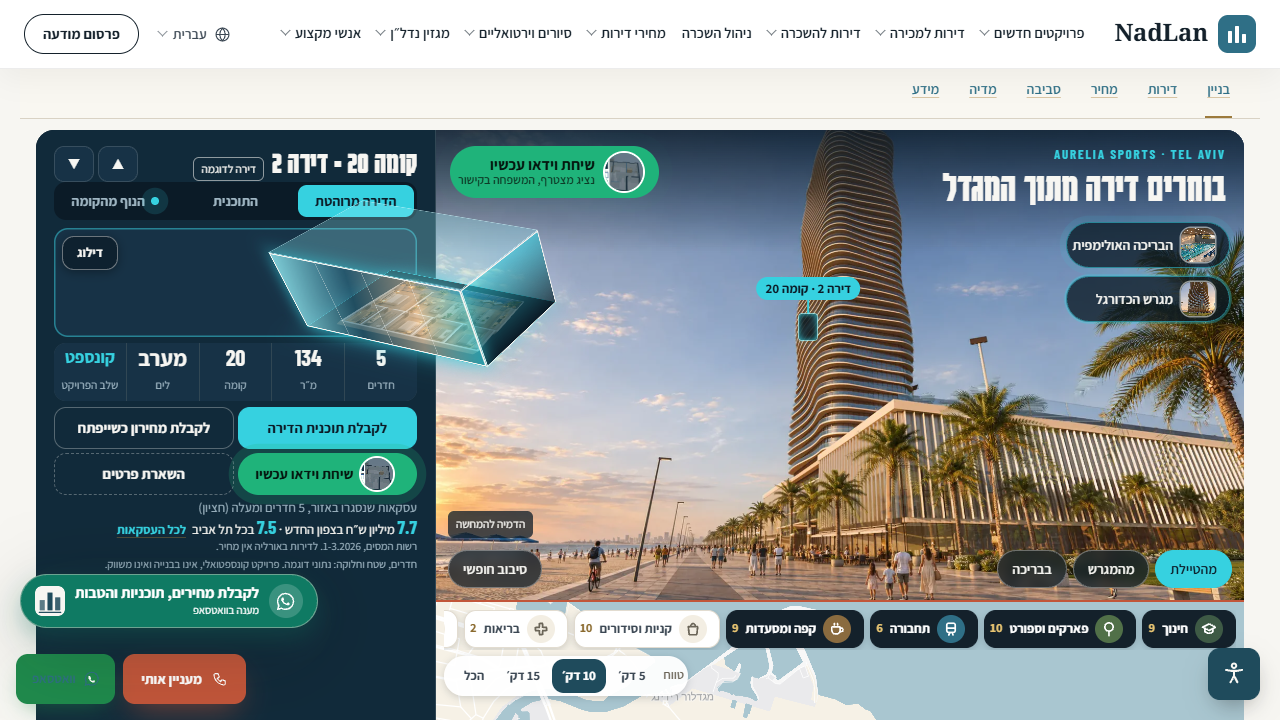 NadLan
פרויקטים חדשים
דירות למכירה
דירות להשכרה
ניהול השכרה
מחירי דירות
סיורים וירטואליים
מגזין נדל״ן
אנשי מקצוע
עברית
פרסום מודעה
בניין
דירות
מחיר
סביבה
מדיה
מידע
AURELIA SPORTS · TEL AVIV
בוחרים דירה מתוך המגדל
הבריכה האולימפית
מגרש הכדורגל
שיחת וידאו עכשיו
נציג מצטרף, המשפחה בקישור
דירה 2 · קומה 20
הדמיה להמחשה
סיבוב חופשי
מהטיילת
מהמגרש
בבריכה
קומה 20 - דירה 2
דירה לדוגמה
▲
▼
הדירה מרוהטת
התוכנית
הנוף מהקומה
דילוג
5
חדרים
134
מ״ר
20
קומה
מערב
לים
קונספט
שלב הפרויקט
לקבלת תוכנית הדירה
לקבלת מחירון כשייפתח
שיחת וידאו עכשיו
השארת פרטים
עסקאות שנסגרו באזור, 5 חדרים ומעלה (חציון)
7.7 מיליון ש״ח בצפון החדש · 7.5 בכל תל אביב לכל העסקאות
רשות המסים, 1-3.2026. לדירות באורליה אין מחיר.
חדרים, שטח וחלוקה: נתוני דוגמה. פרויקט קונספטואלי, אינו בבנייה ואינו משווק.
לקבלת מחירים, תוכניות והטבות
מענה בוואטסאפ
מעניין אותי
חינוך 9
פארקים וספורט 10
תחבורה 6
קפה ומסעדות 9
קניות וסידורים 10
בריאות 2
טווח
5 דק׳
10 דק׳
15 דק׳
הכל